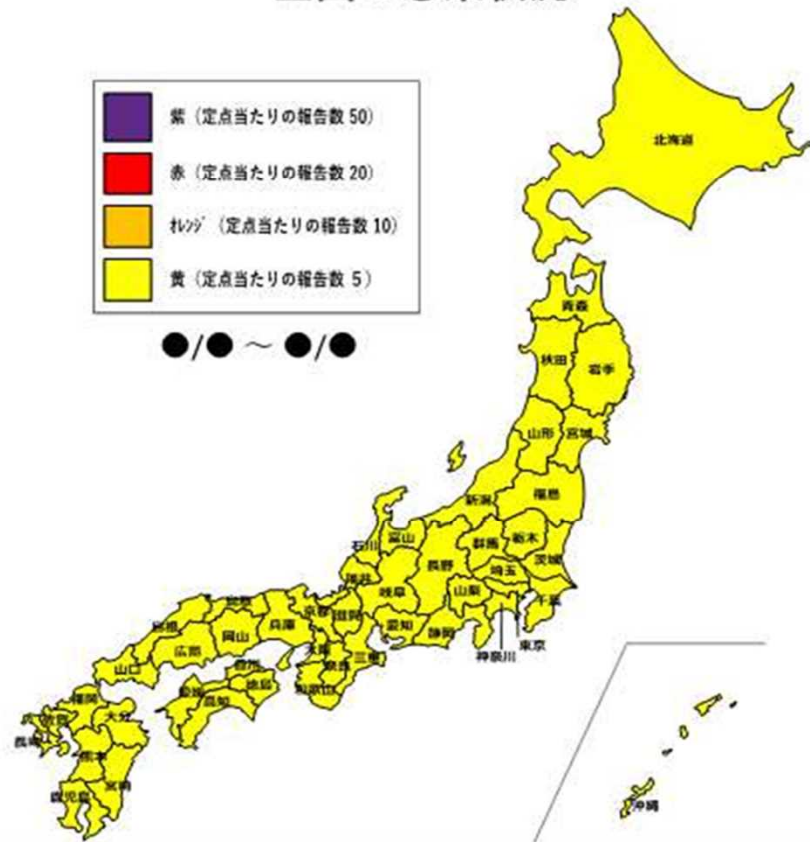 紫（定点当たりの報告数 50）
赤（定点当たりの報告数 20）
ｵﾚﾝｼﾞ（定点当たりの報告数 10）
黄（定点当たりの報告数 5）
●/● ～ ●/●
北海道
青森
秋田
岩手
山形
宮城
新潟
福島
石川
富山
群馬
栃木
茨城
長野
埼玉
福井
岐阜
山梨
千葉
鳥取
京都
滋賀
愛知
静岡
東京
神奈川
島根
岡山
兵庫
広島
大阪
奈良
三重
山口
香川
徳島
和歌山
愛媛
高知
福岡
佐賀
大分
長崎
熊本
宮崎
鹿児島
沖縄